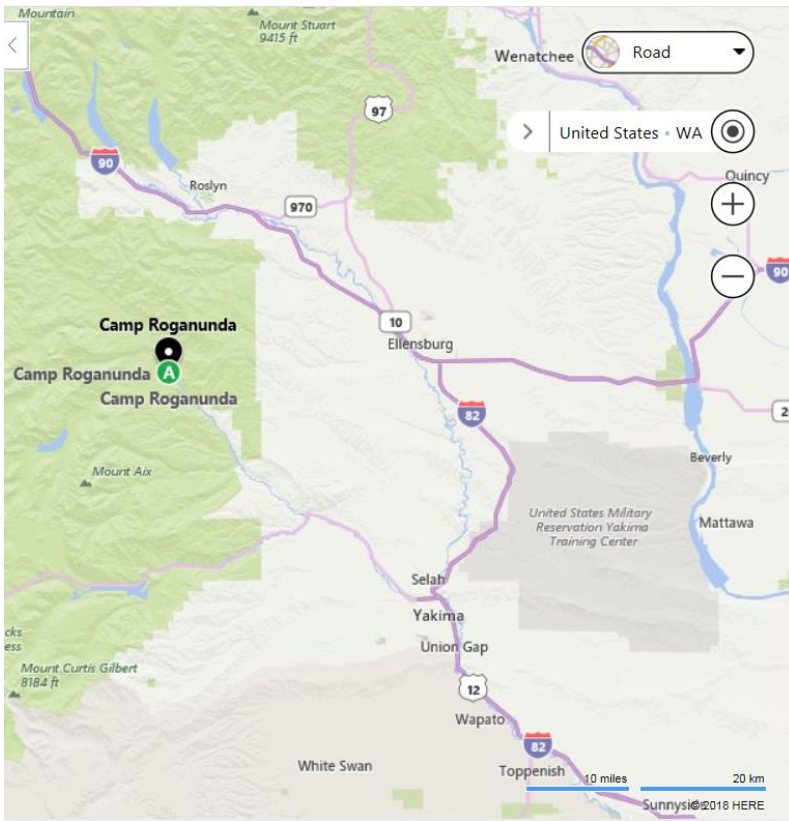 Mountain
Mount Stuart
9415 ft
Wenatchee
Road
97
United States • WA
90
Quincy
Roslyn
970
90
Camp Roganunda
10
Ellensburg
Camp Roganunda
A
Camp Roganunda
82
2
Mount Aix
Beverly
United States Military
Reservation Yakima
Training Center
Mattawa
Selah
Yakima
cks
ess
Union Gap
Mount Curtis Gilbert
8184 ft
12
Wapato
82
White Swan
Toppenish
10 miles
20 km
Sunnyside
© 2018 HERE